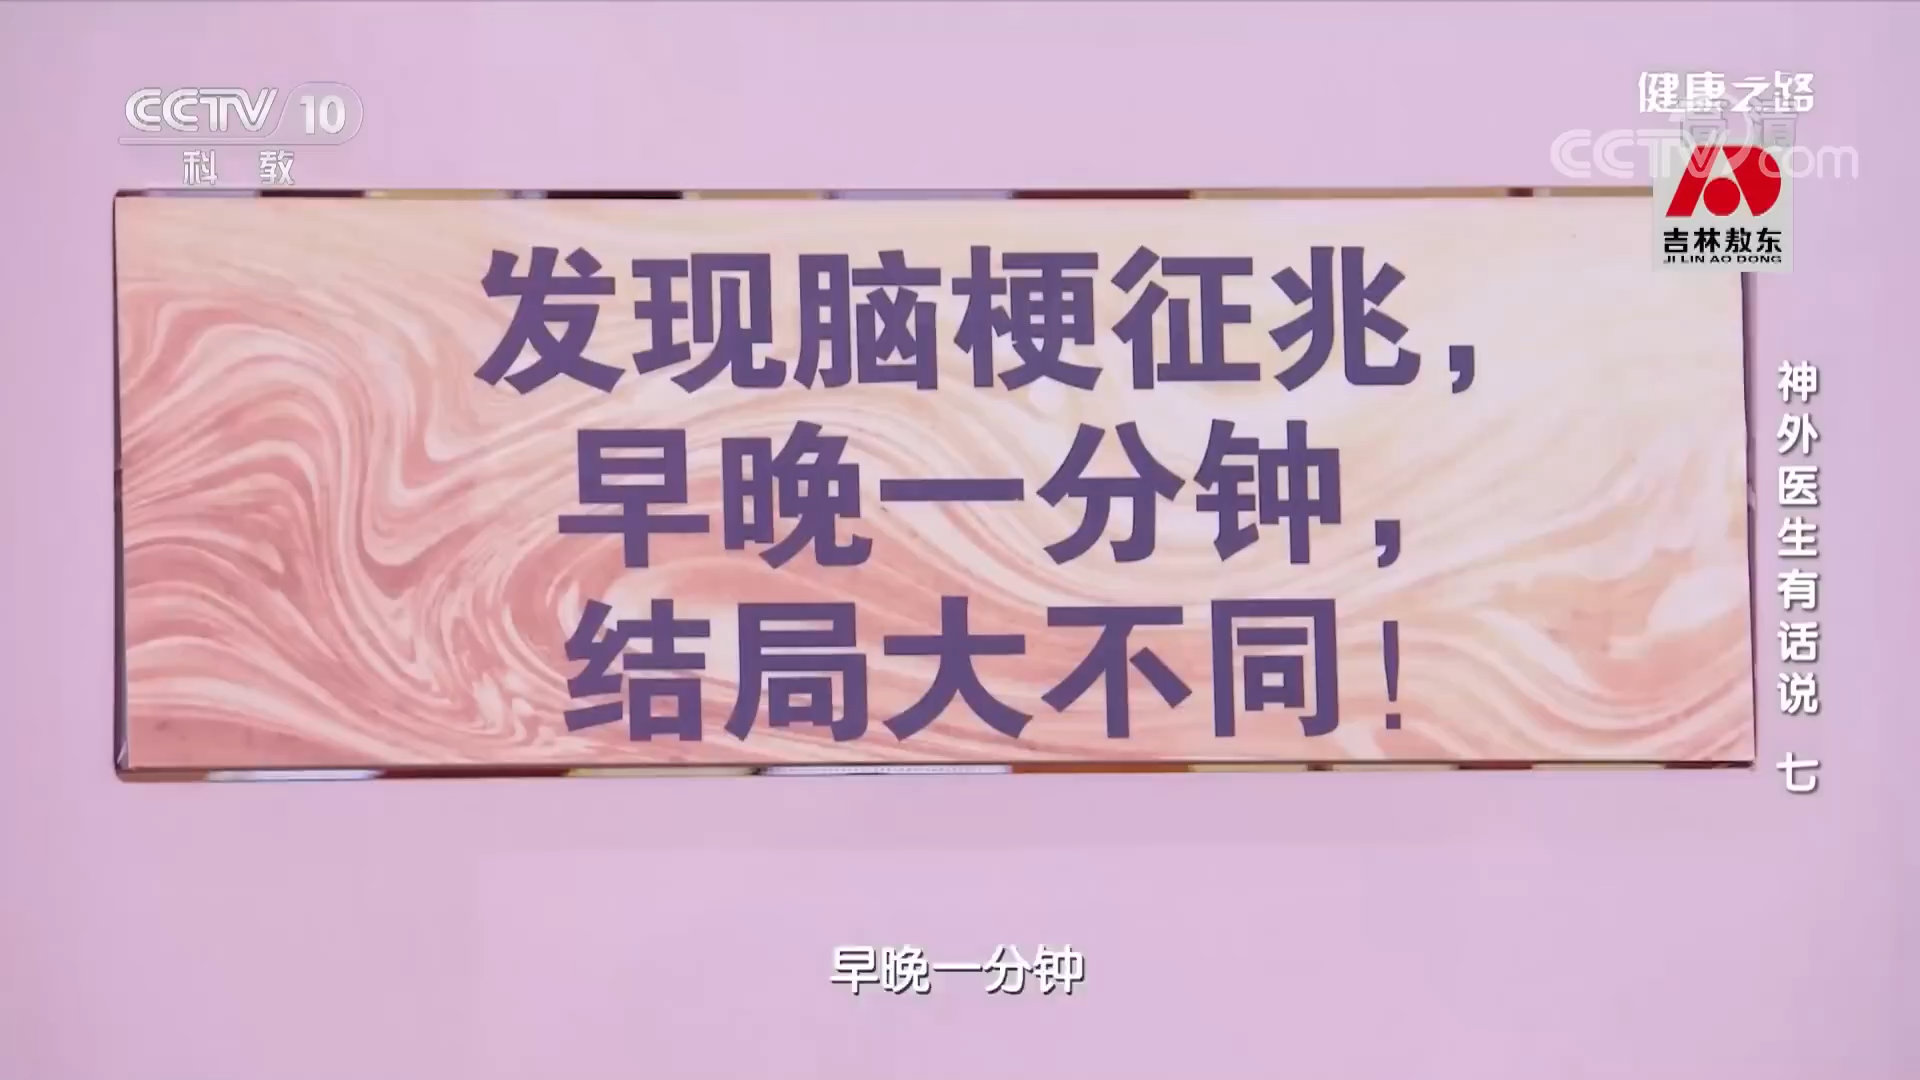 CCTV 10
科 教
健康之路
高清
CCTV.com
吉林敖东
JI LIN AO DONG
发现脑梗征兆，
早晚一分钟，
结局大不同！
神外医生有话说 七
早晚一分钟